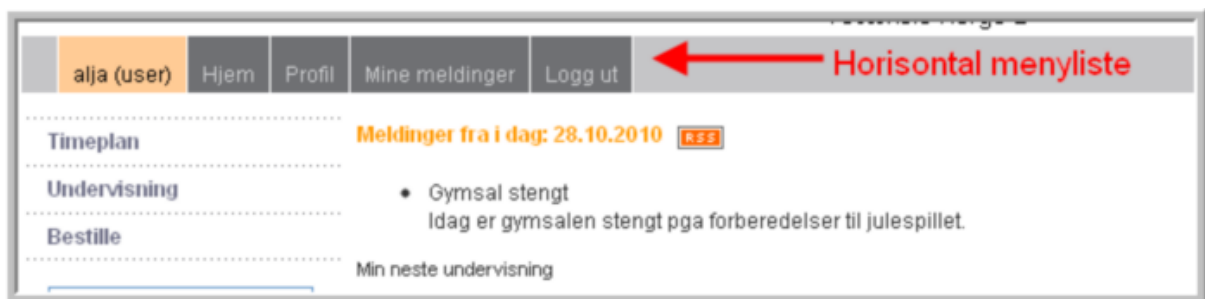 alja (user) Hjem Profil Mine meldinger Logg ut Horisontal menyliste
Timeplan
Undervisning
Bestille
Meldinger fra i dag: 28.10.2010 RSS
• Gymsal stengt
Idag er gymsalen stengt pga forberedelser til julespillet.
Min neste undervisning